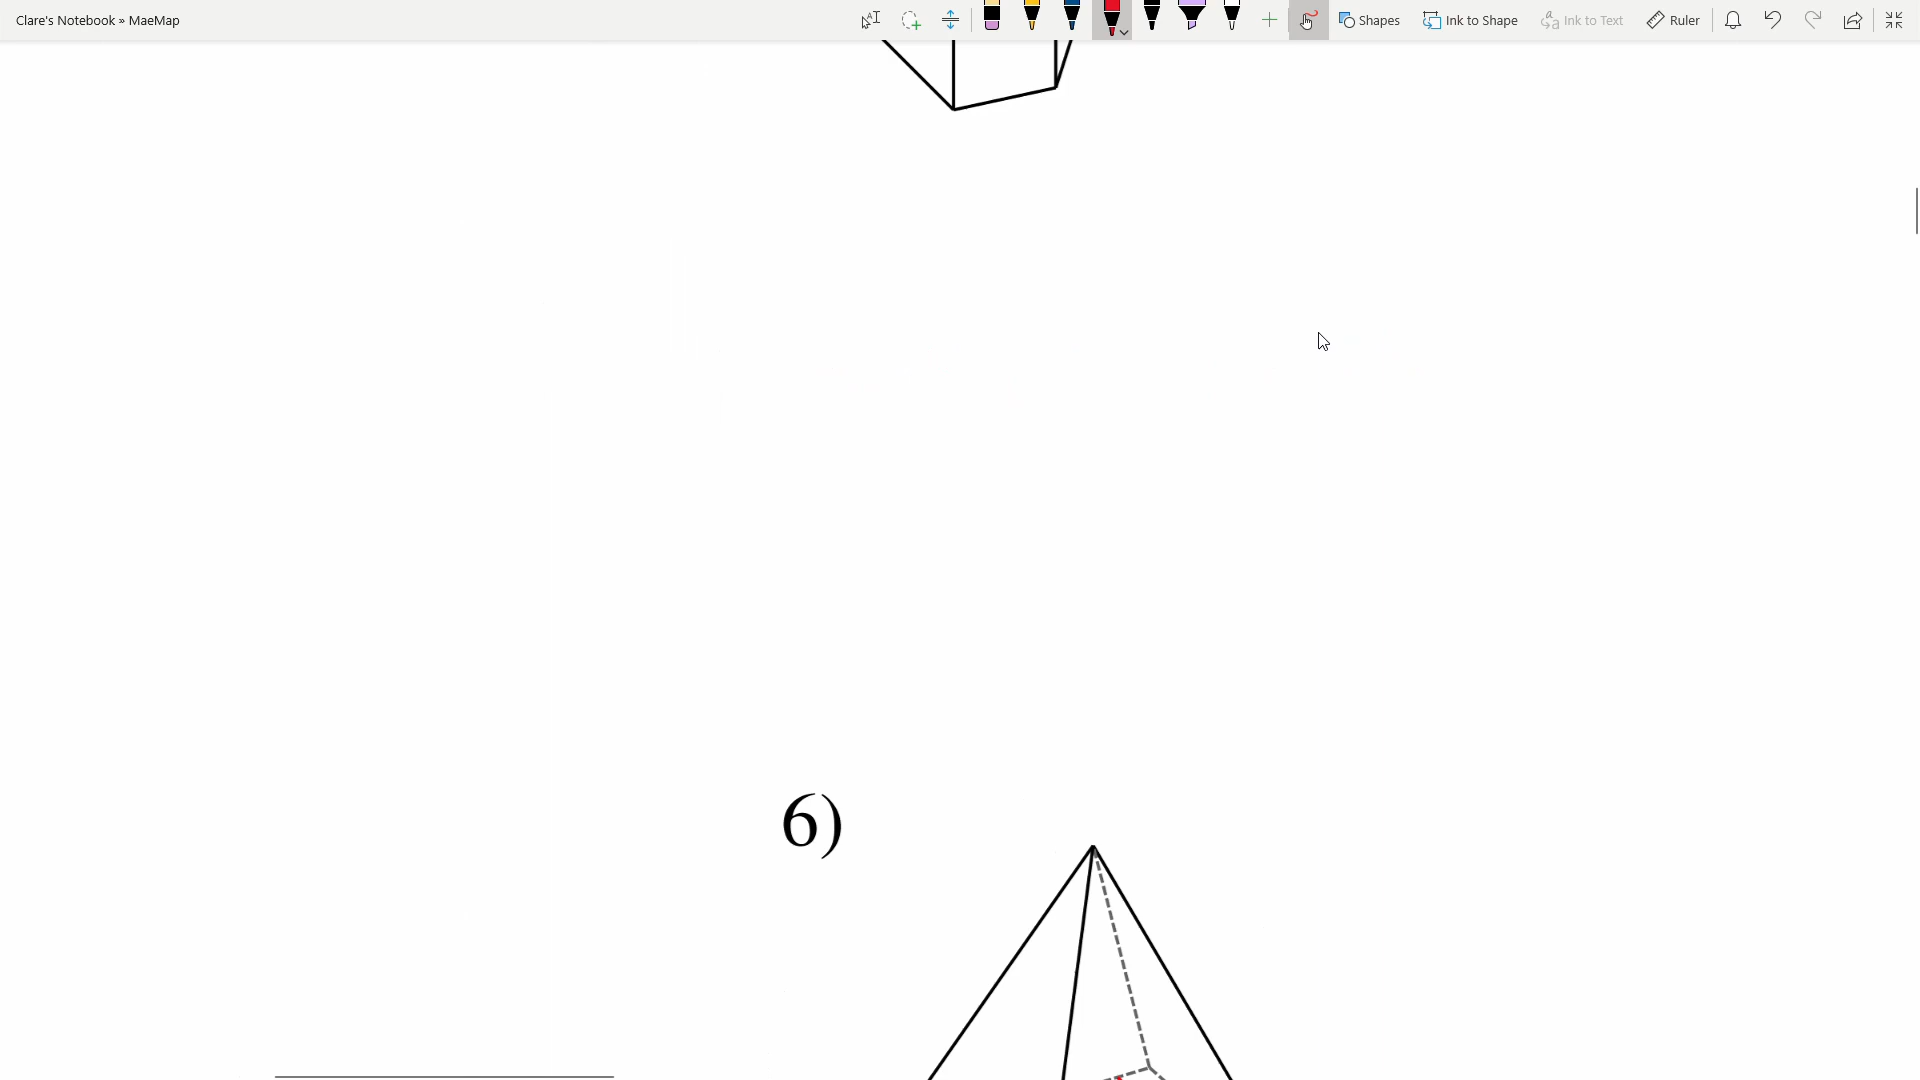 Clare's Notebook » MaeMap
Shapes
Ink to Shape
Ink to Text
Ruler
6)